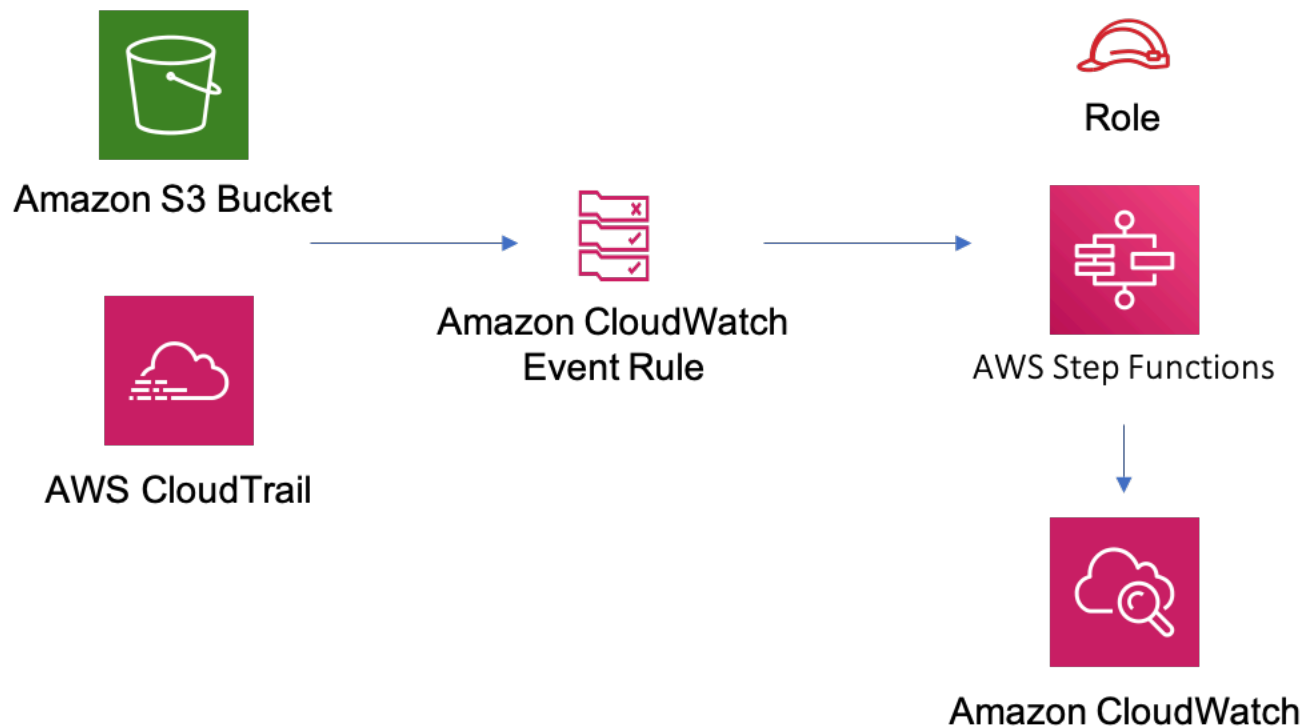 Role
Amazon S3 Bucket
Amazon CloudWatch
Event Rule
AWS Step Functions
AWS CloudTrail
Amazon CloudWatch